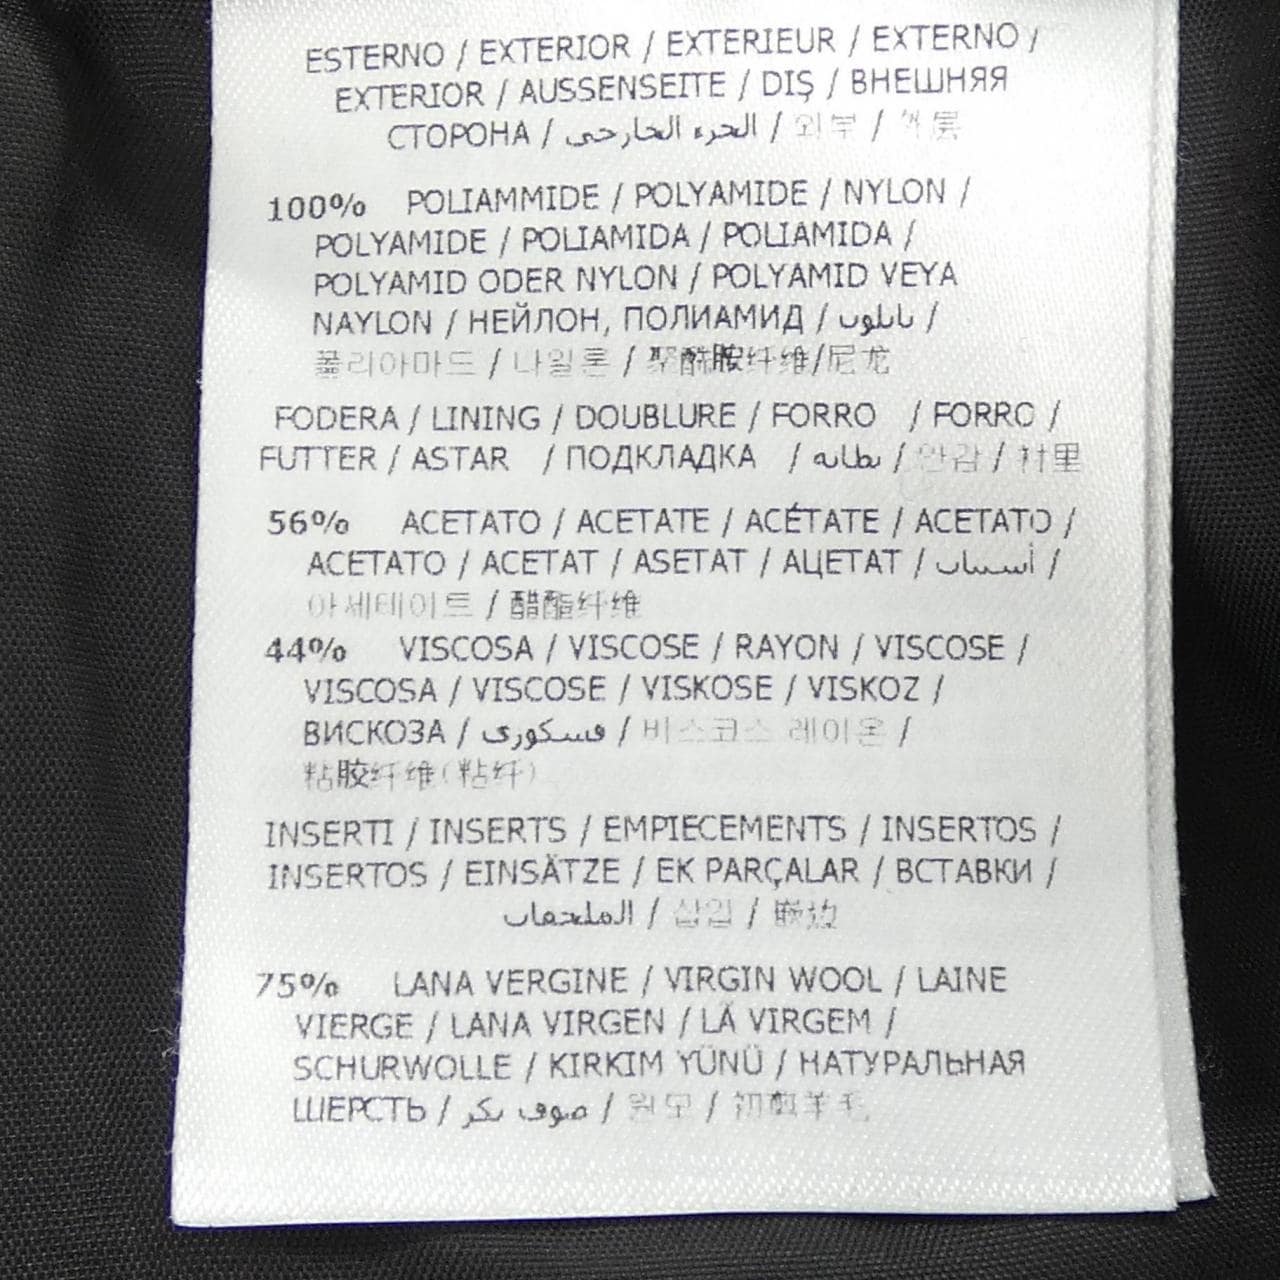 ESTERNO / EXTERIOR / EXTERIEUR / EXTERNO /
EXTERIOR / AUSSENSEITE / DIŞ / ВНЕШНЯЯ
СТОРОНА / الجزء الخارجي / 외부 / 外层
100% POLIAMMIDE / POLYAMIDE / NYLON /
POLYAMIDE / POLIAMIDA / POLIAMIDA /
POLYAMID ODER NYLON / POLYAMID VEYA
NAYLON / НЕЙЛОН, ПОЛИАМИД / نايلون /
폴리아마드 / 나일론 / 聚酰胺纤维/尼龙
FODERA / LINING / DOUBLURE / FORRO / FORRO /
FUTTER / ASTAR / ПОДКЛАДКА / بطانة / 안감 / 衬里
56% ACETATO / ACETATE / ACÉTATE / ACETATO /
ACETATO / ACETAT / ASETAT / АЦЕТАТ / أسيتات /
아세테이트 / 醋酯纤维
44% VISCOSA / VISCOSE / RAYON / VISCOSE /
VISCOSA / VISCOSE / VISKOSE / VISKOZ /
ВИСКОЗА / فسكوزي / 비스코스 레이온 /
粘胶纤维(粘纤)
INSERTI / INSERTS / EMPIECEMENTS / INSERTOS /
INSERTOS / EINSÄTZE / EK PARÇALAR / ВСТАВКИ /
الملحقات / 삽입 / 嵌边
75% LANA VERGINE / VIRGIN WOOL / LAINE
VIERGE / LANA VIRGEN / LÃ VIRGEM /
SCHURWOLLE / KIRKIM YÜNÜ / НАТУРАЛЬНАЯ
ШЕРСТЬ / صوف بكر / 원모 / 初剪羊毛